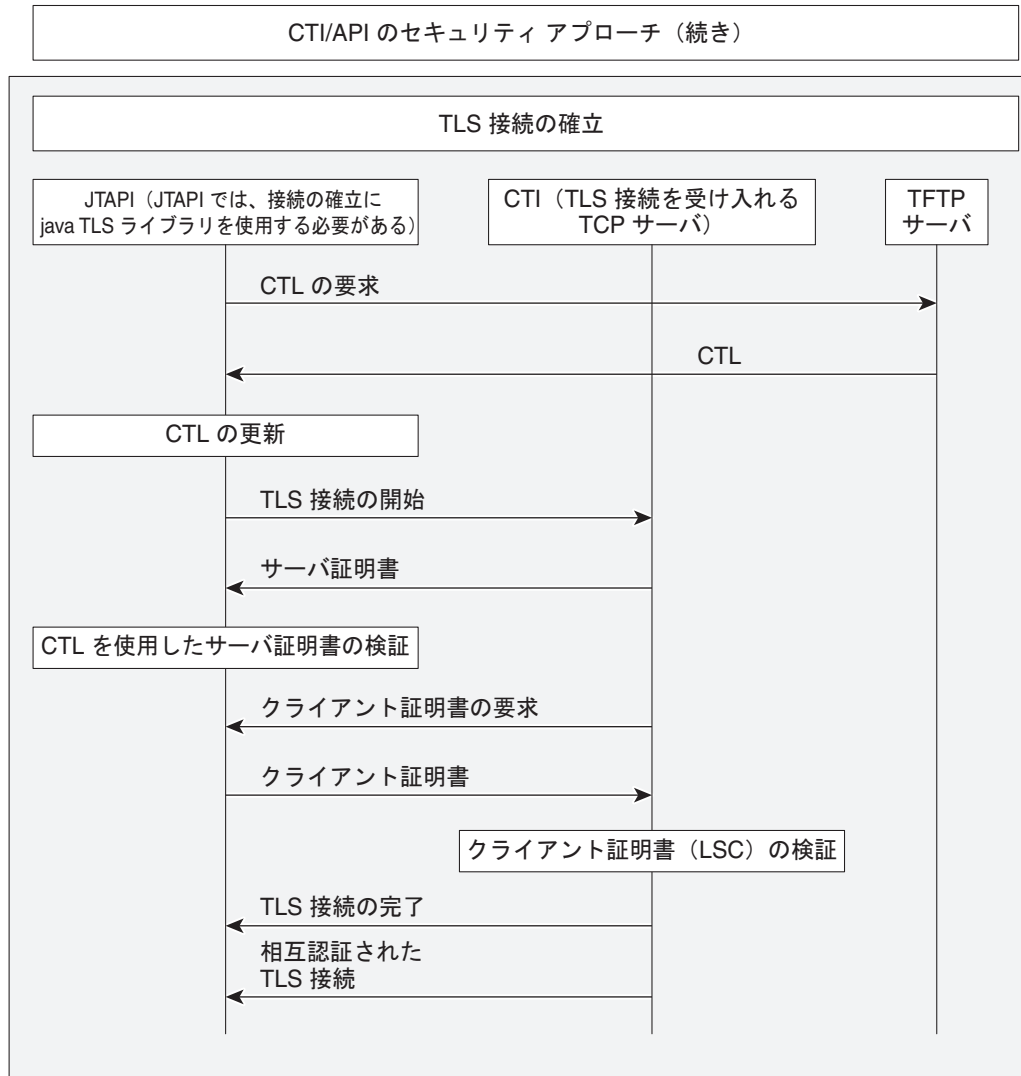 CTI/API のセキュリティ アプローチ（続き）
TLS 接続の確立
JTAPI（JTAPI では、接続の確立に
java TLS ライブラリを使用する必要がある）
CTI（TLS 接続を受け入れる
TCP サーバ）
TFTP
サーバ
CTL の要求
CTL
CTL の更新
TLS 接続の開始
サーバ証明書
CTL を使用したサーバ証明書の検証
クライアント証明書の要求
クライアント証明書
クライアント証明書（LSC）の検証
TLS 接続の完了
相互認証された
TLS 接続